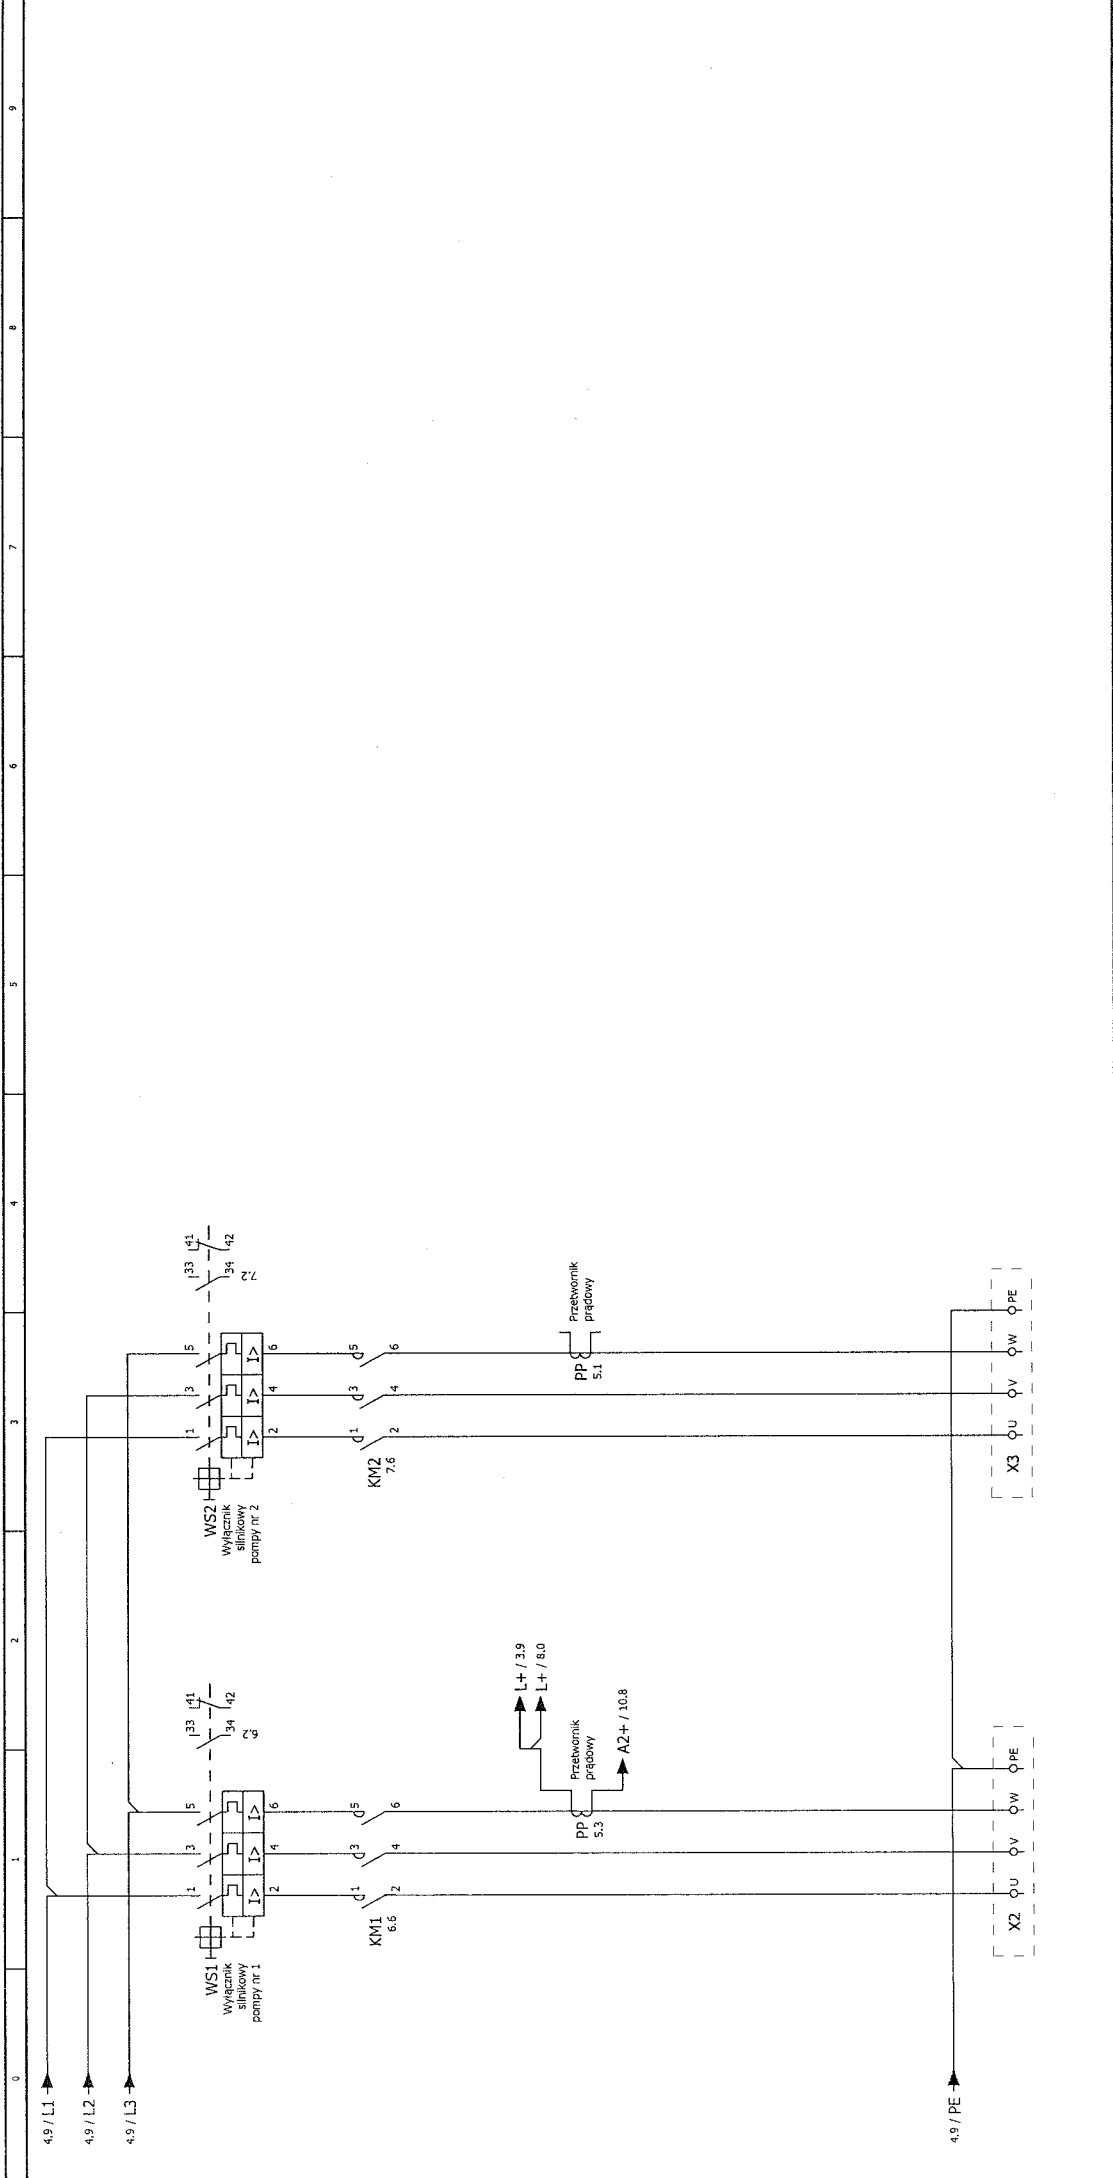 0 1 2 3 4 5 6 7 8 9
4.9 / L1
4.9 / L2
4.9 / L3
WS1
Wyłącznik
silnikowy
pompy nr 1
1 3 5 33 41
2 4 6 34 42
6.2
KM1
6.6
1 3 5
2 4 6
I> I> I>
L+ / 3.9
L+ / 8.0
PP
5.3
Przetwornik
prądowy
A2+ / 10.8
WS2
Wyłącznik
silnikowy
pompy nr 2
1 3 5 33 41
2 4 6 34 42
7.2
I> I> I>
KM2
7.6
1 3 5
2 4 6
PP
5.1
Przetwornik
prądowy
4.9 / PE
X2
U V W PE
X3
U V W PE